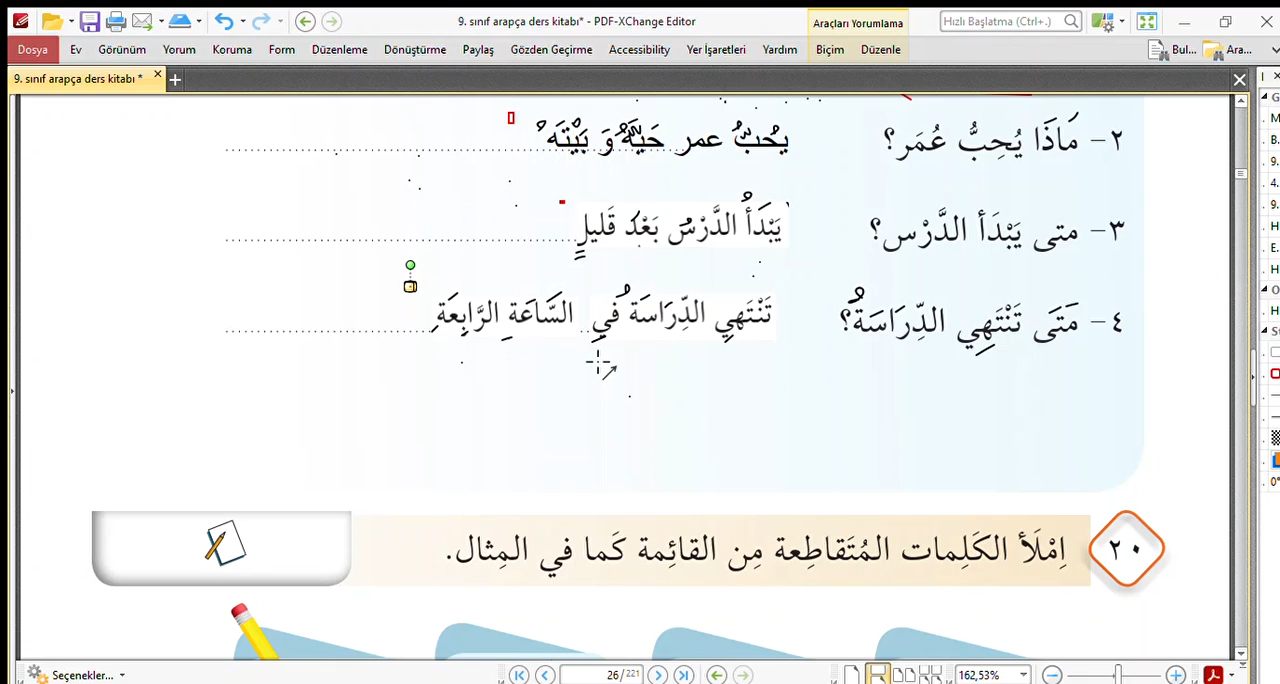 9. sınıf arapça ders kitabı* - PDF-XChange Editor
Araçları Yorumlama
Hızlı Başlatma (Ctrl+.)
Dosya Ev Görünüm Yorum Koruma Form Düzenleme Dönüştürme Paylaş Gözden Geçirme Accessibility Yer İşaretleri Yardım Biçim Düzenle Bul... Ara...
9. sınıf arapça ders kitabı *
٢- مَاذَا يُحِبُّ عُمَر؟ يُحِبُّ عمر حَيَّهُ وَ بَيْتَهُ
٣- متى يَبْدَأ الدَّرْس؟ يَبْدَأُ الدَّرْسُ بَعْدَ قَليلٍ
٤- مَتَى تَنْتَهِي الدِّرَاسَةُ؟ تَنْتَهِي الدِّرَاسَةُ فيِ السَّاعَةِ الرَّابِعَةِ
٢٠ اِمْلَأ الكَلِمات المُتَقاطِعة مِن القائِمة كَما في المِثال.
Seçenekler... 26 /221 162,53%